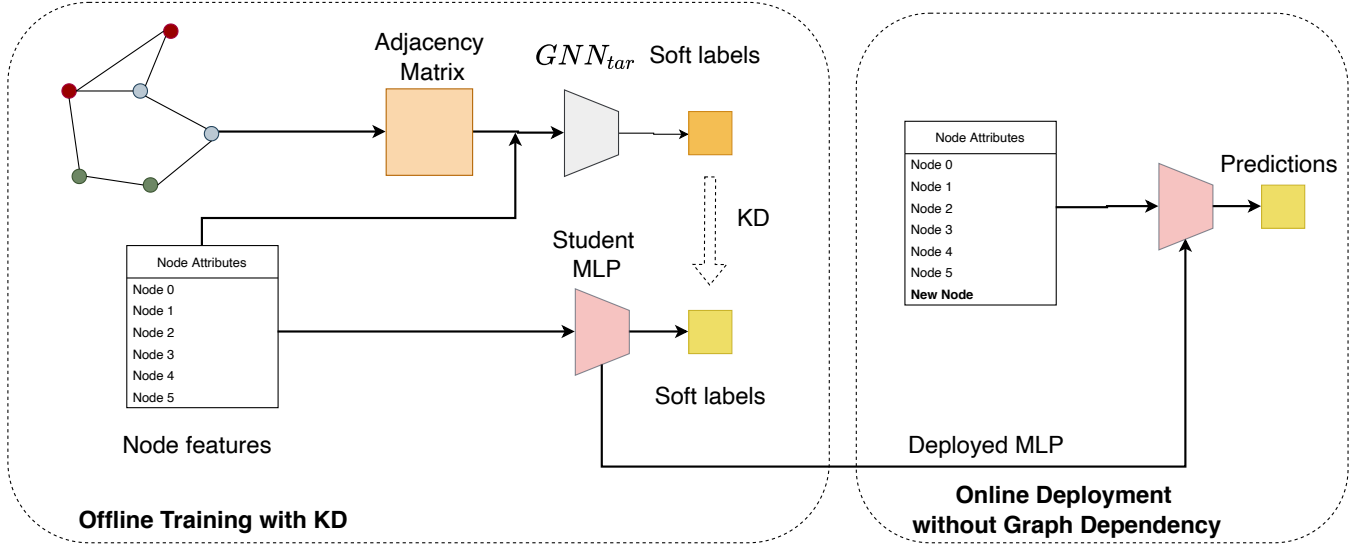 Adjacency
Matrix
GNN_tar
Soft labels
Node Attributes
Node 0
Node 1
Node 2
Node 3
Node 4
Node 5
Node features
Student
MLP
KD
Soft labels
Offline Training with KD
Node Attributes
Node 0
Node 1
Node 2
Node 3
Node 4
Node 5
New Node
Predictions
Deployed MLP
Online Deployment
without Graph Dependency